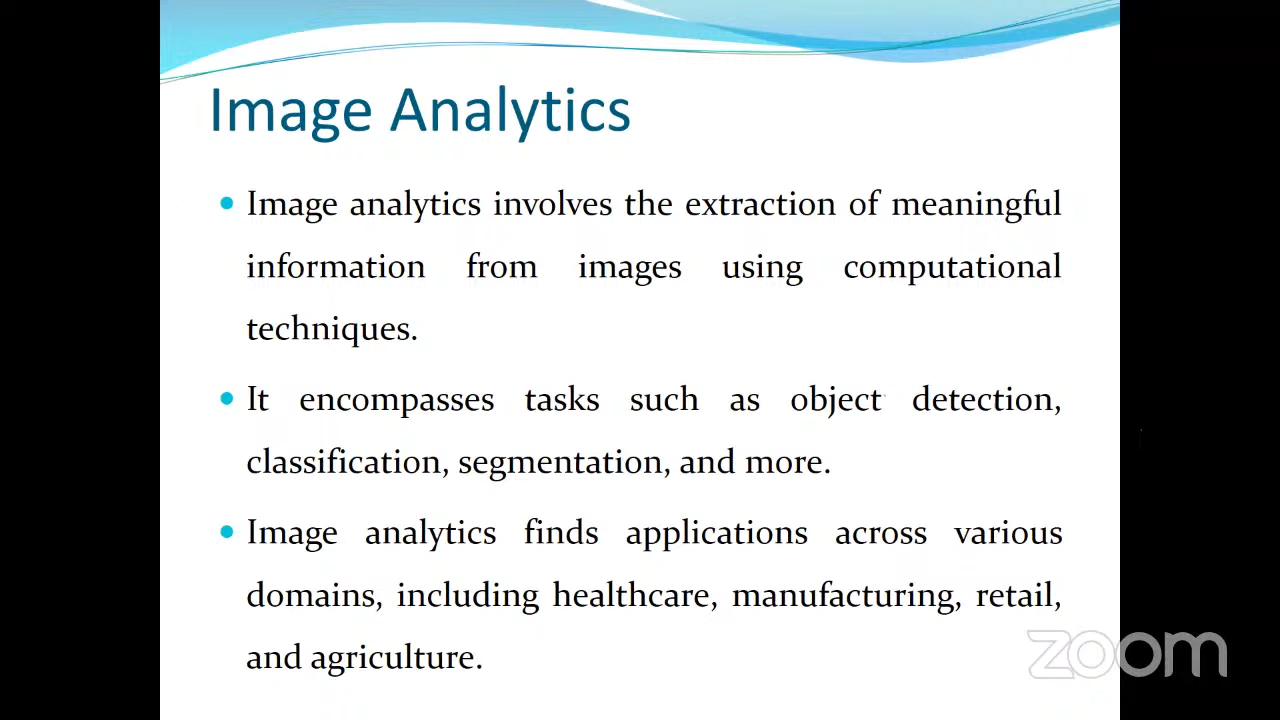 Image Analytics
Image analytics involves the extraction of meaningful
information from images using computational
techniques.
It encompasses tasks such as object detection,
classification, segmentation, and more.
Image analytics finds applications across various
domains, including healthcare, manufacturing, retail,
and agriculture.
zoom